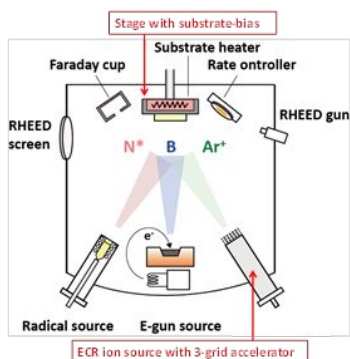 Stage with substrate-bias
Substrate heater
Faraday cup
Rate ontroller
RHEED gun
RHEED
screen
N* B Ar+
e-
Radical source
E-gun source
ECR ion source with 3-grid accelerator